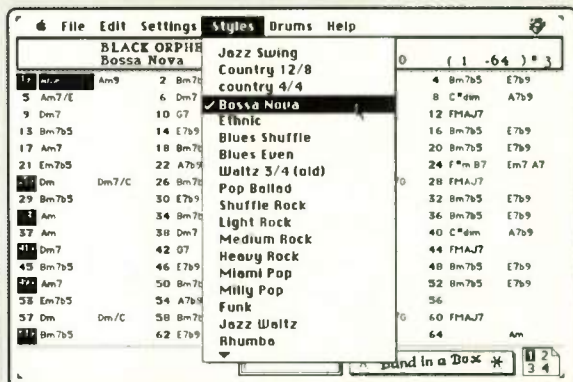 File Edit Settings Styles Drums Help
BLACK ORPHE
Bossa Nova
( 1 -64 )* 3
Jazz Swing
Country 12/8
country 4/4
✓ Bossa Nova
Ethnic
Blues Shuffle
Blues Even
Waltz 3/4 (old)
Pop Ballad
Shuffle Rock
Light Rock
Medium Rock
Heavy Rock
Miami Pop
Milly Pop
Funk
Jazz Waltz
Rhumba
Am9 2 Bm7b 4 Bm7b5 E7b9
5 Am7/E 6 Dm7 8 C#dim A7b9
9 Dm7 10 G7 12 FMAJ7
13 Bm7b5 14 E7b9 16 Bm7b5 E7b9
17 Am7 18 Bm7b 20 Bm7b5 E7b9
21 Em7b5 22 A7b9 24 F#m B7 Em7 A7
Dm Dm7/C 26 Bm7b 28 FMAJ7
29 Bm7b5 30 E7b9 32 Bm7b5 E7b9
Am 34 Bm7b 36 Bm7b5 E7b9
37 Am 38 Dm7 40 C#dim A7b9
41 Dm7 42 G7 44 FMAJ7
45 Bm7b5 46 E7b9 48 Bm7b5 E7b9
Am7 50 Bm7b 52 Bm7b5 E7b9
53 Em7b5 54 A7b9 56
57 Dm Dm/C 58 Bm7b 60 FMAJ7
Bm7b5 62 E7b9 64 Am
Band in a Box
1 2
3 4